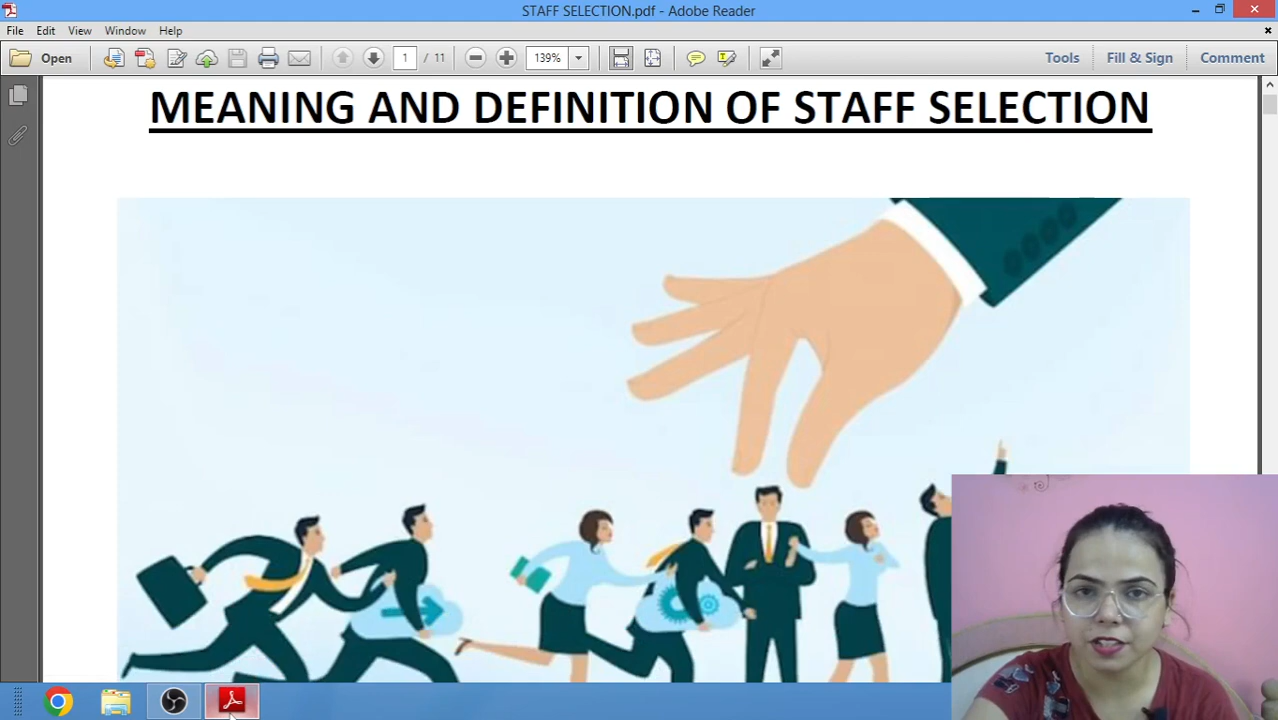 STAFF SELECTION.pdf - Adobe Reader
File Edit View Window Help
Open 1 / 11 139% Tools Fill & Sign Comment
MEANING AND DEFINITION OF STAFF SELECTION